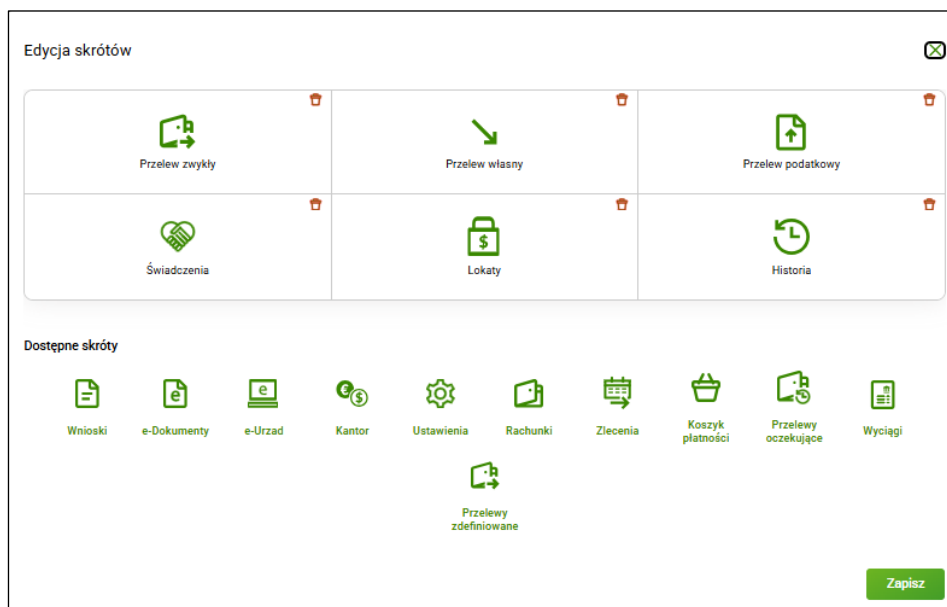 Edycja skrótów
Przelew zwykły
Przelew własny
Przelew podatkowy
$
Świadczenia
Lokaty
Historia
Dostępne skróty
e
e
€
$
Wnioski
e-Dokumenty
e-Urzad
Kantor
Ustawienia
Rachunki
Zlecenia
Koszyk
płatności
Przelewy
oczekujące
Wyciągi
Przelewy
zdefiniowane
Zapisz